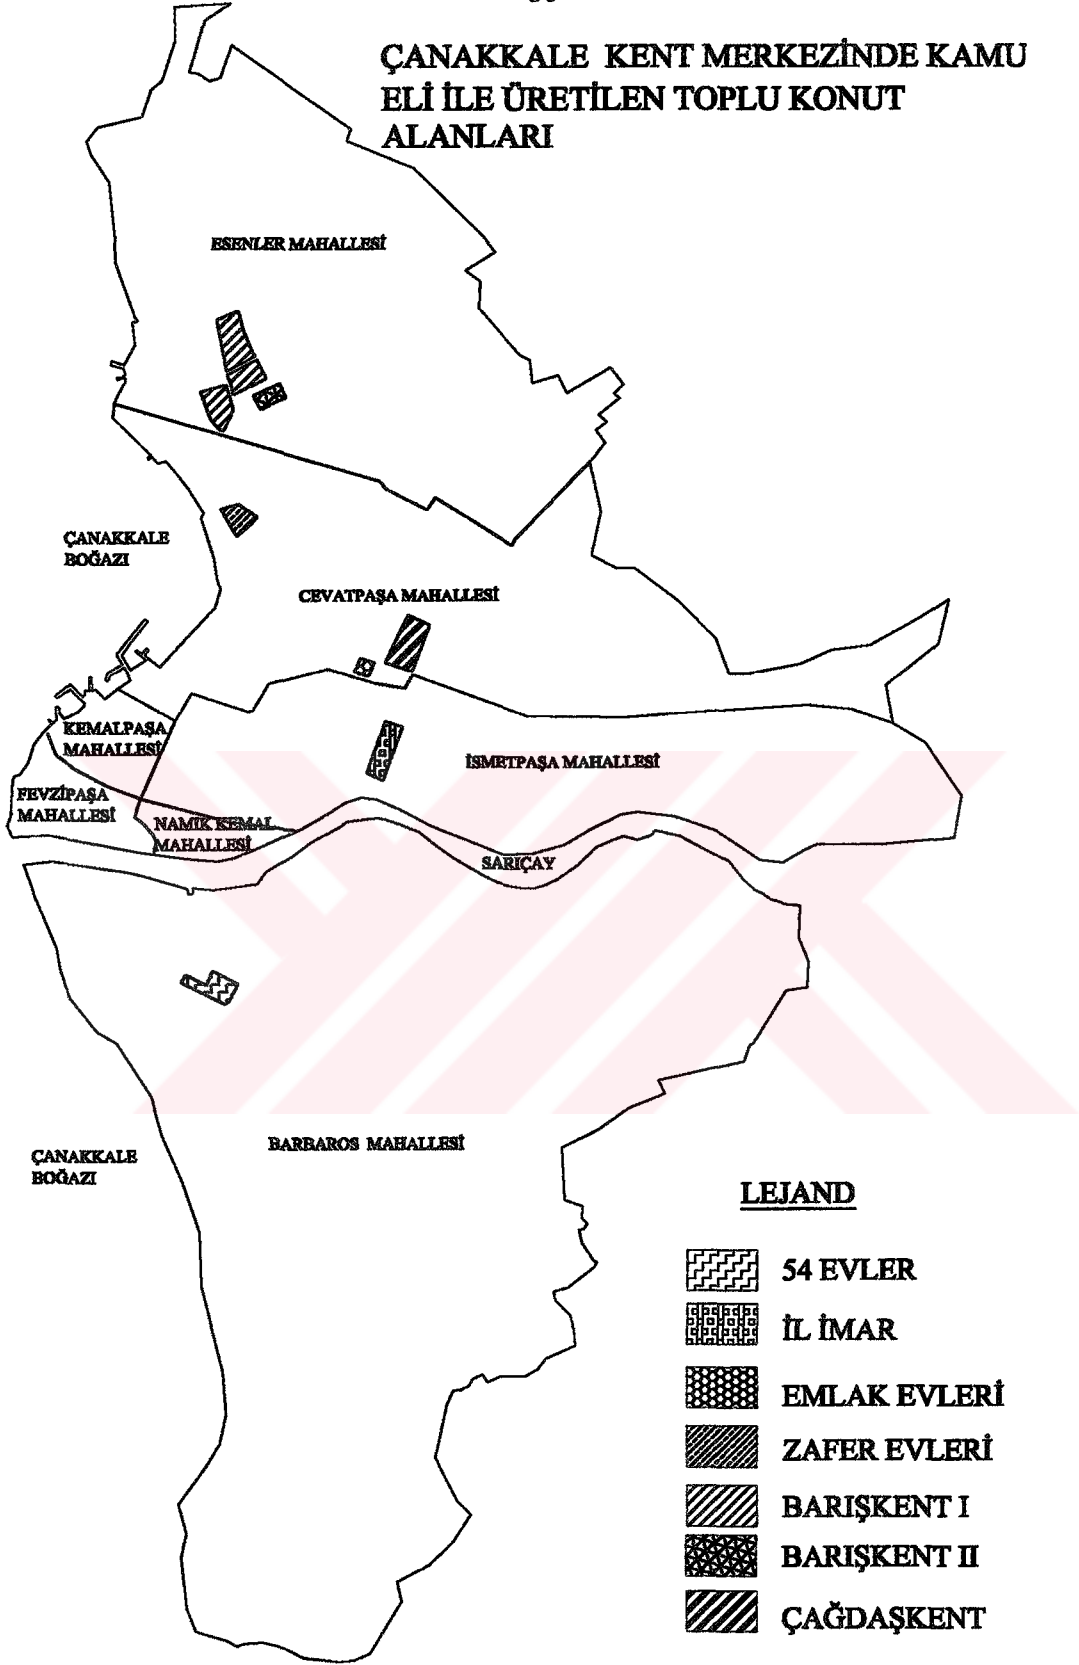 ÇANAKKALE KENT MERKEZİNDE KAMU
ELİ İLE ÜRETİLEN TOPLU KONUT
ALANLARI
ESENLER MAHALLESİ
ÇANAKKALE
BOĞAZI
CEVATPAŞA MAHALLESİ
KEMALPAŞA
MAHALLESİ
İSMETPAŞA MAHALLESİ
FEVZİPAŞA
MAHALLESİ
NAMIK KEMAL
MAHALLESİ
SARIÇAY
BARBAROS MAHALLESİ
ÇANAKKALE
BOĞAZI
LEJAND
54 EVLER
İL İMAR
EMLAK EVLERİ
ZAFER EVLERİ
BARIŞKENT I
BARIŞKENT II
ÇAĞDAŞKENT